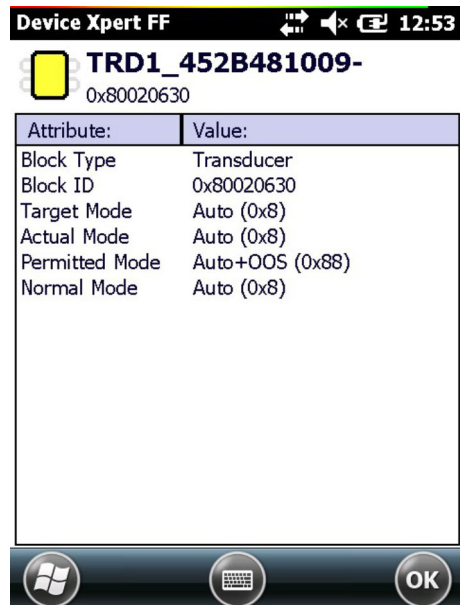 Device Xpert FF 12:53
TRD1_452B481009-
0x80020630
Attribute: Value:
Block Type Transducer
Block ID 0x80020630
Target Mode Auto (0x8)
Actual Mode Auto (0x8)
Permitted Mode Auto+OOS (0x88)
Normal Mode Auto (0x8)
OK